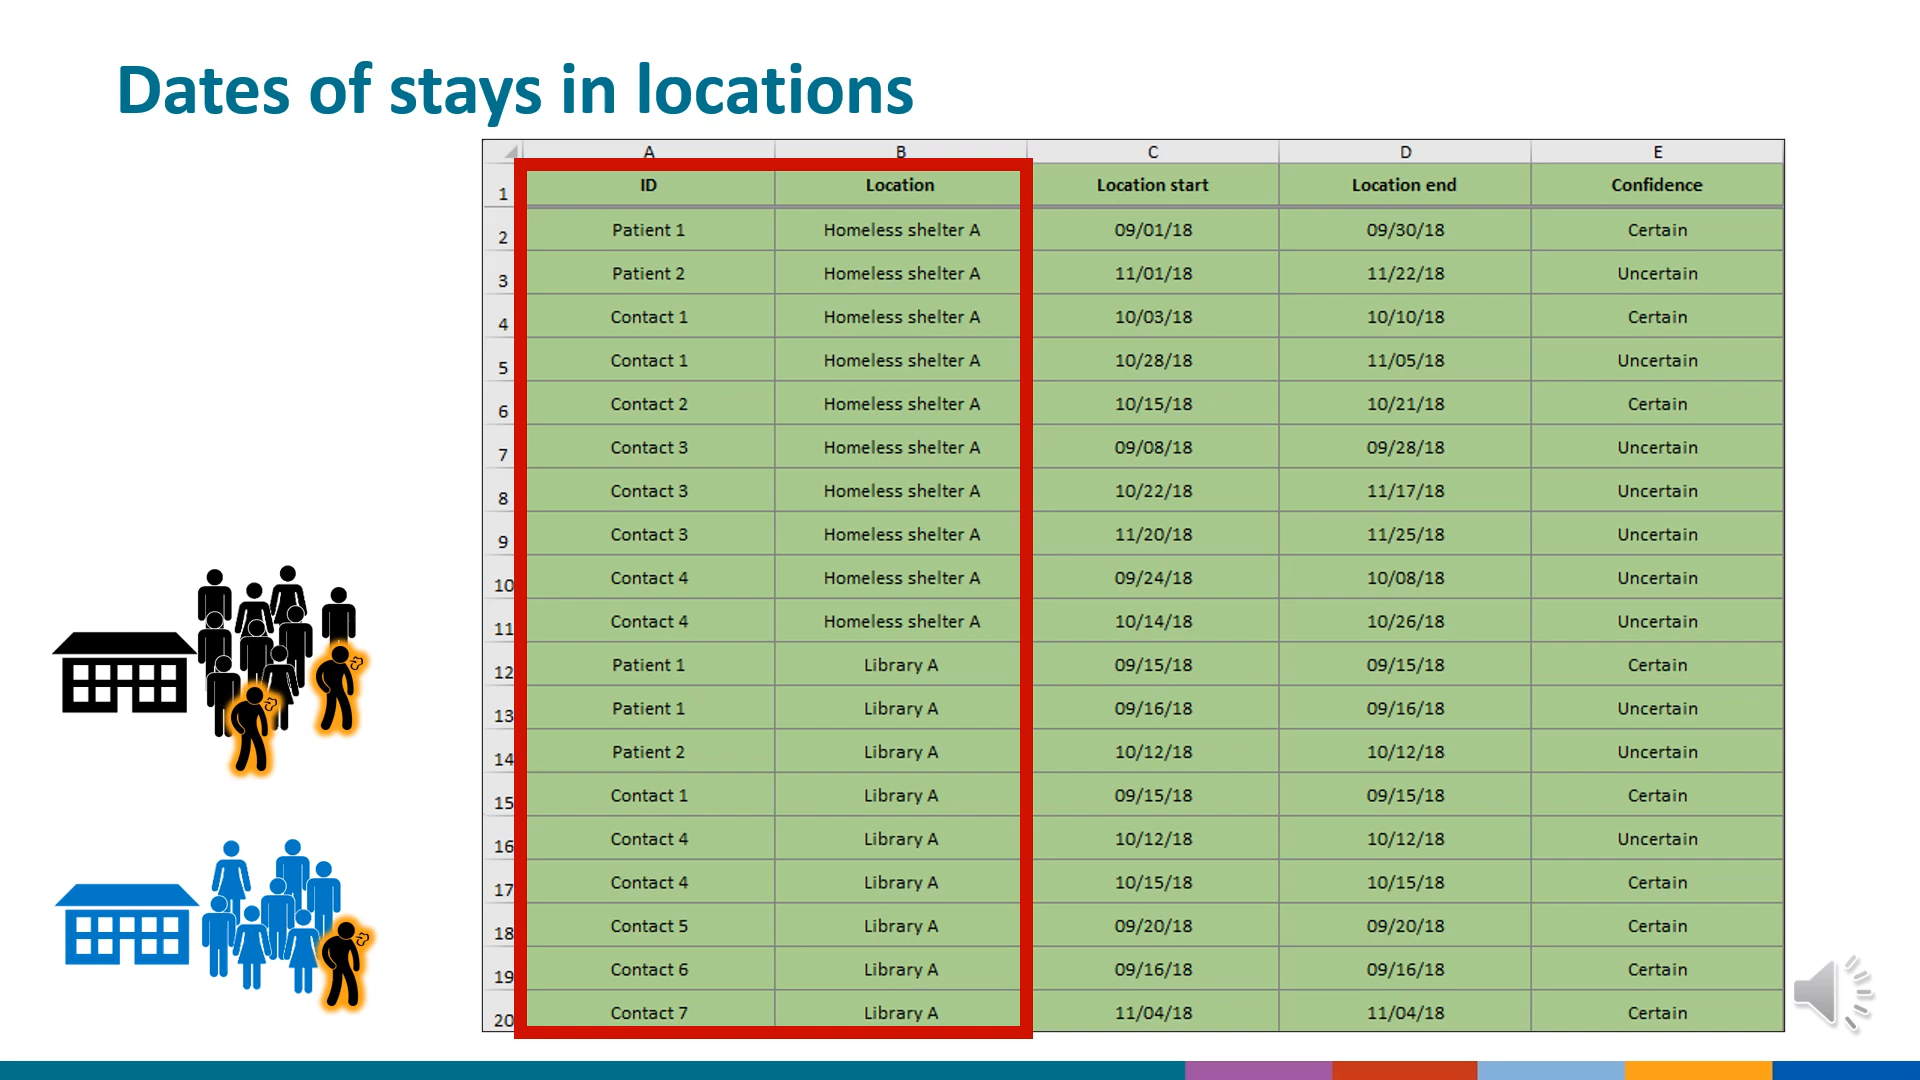 Dates of stays in locations
A B C D E
1 ID Location Location start Location end Confidence
2 Patient 1 Homeless shelter A 09/01/18 09/30/18 Certain
3 Patient 2 Homeless shelter A 11/01/18 11/22/18 Uncertain
4 Contact 1 Homeless shelter A 10/03/18 10/10/18 Certain
5 Contact 1 Homeless shelter A 10/28/18 11/05/18 Uncertain
6 Contact 2 Homeless shelter A 10/15/18 10/21/18 Certain
7 Contact 3 Homeless shelter A 09/08/18 09/28/18 Uncertain
8 Contact 3 Homeless shelter A 10/22/18 11/17/18 Uncertain
9 Contact 3 Homeless shelter A 11/20/18 11/25/18 Uncertain
10 Contact 4 Homeless shelter A 09/24/18 10/08/18 Uncertain
11 Contact 4 Homeless shelter A 10/14/18 10/26/18 Uncertain
12 Patient 1 Library A 09/15/18 09/15/18 Certain
13 Patient 1 Library A 09/16/18 09/16/18 Uncertain
14 Patient 2 Library A 10/12/18 10/12/18 Uncertain
15 Contact 1 Library A 09/15/18 09/15/18 Certain
16 Contact 4 Library A 10/12/18 10/12/18 Uncertain
17 Contact 4 Library A 10/15/18 10/15/18 Certain
18 Contact 5 Library A 09/20/18 09/20/18 Certain
19 Contact 6 Library A 09/16/18 09/16/18 Certain
20 Contact 7 Library A 11/04/18 11/04/18 Certain